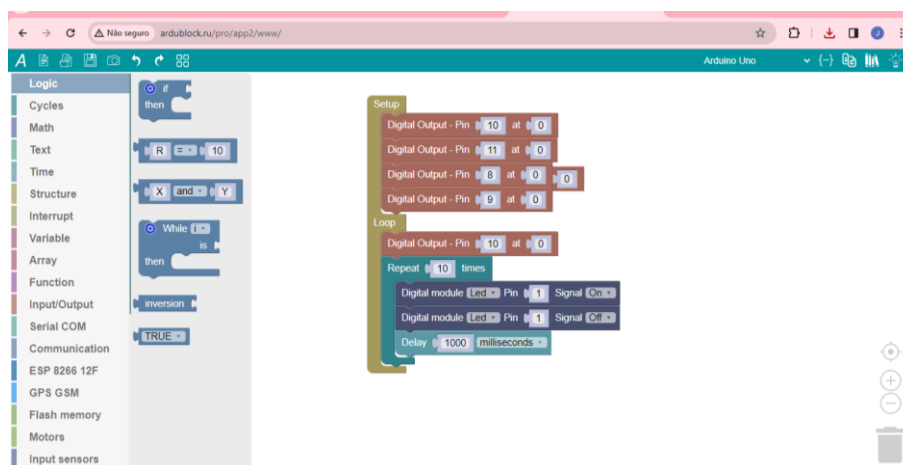 Não seguro ardublock.ru/pro/app2/www/
Arduino Uno
Logic
Cycles
Math
Text
Time
Structure
Interrupt
Variable
Array
Function
Input/Output
Serial COM
Communication
ESP 8266 12F
GPS GSM
Flash memory
Motors
Input sensors
if
then
R = 10
X and Y
While i
is
then
inversion
TRUE
Setup
Digital Output - Pin 10 at 0
Digital Output - Pin 11 at 0
Digital Output - Pin 8 at 0 0
Digital Output - Pin 9 at 0
Loop
Digital Output - Pin 10 at 0
Repeat 10 times
Digital module Led Pin 1 Signal On
Digital module Led Pin 1 Signal Off
Delay 1000 milliseconds